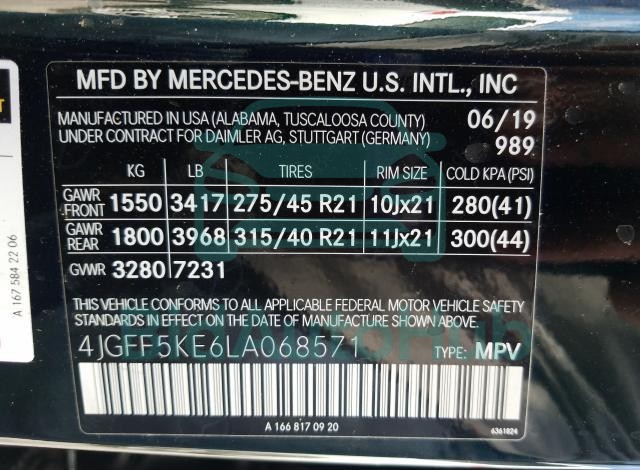 MFD BY MERCEDES-BENZ U.S. INTL., INC
MANUFACTURED IN USA (ALABAMA, TUSCALOOSA COUNTY) 06/19
UNDER CONTRACT FOR DAIMLER AG, STUTTGART (GERMANY) 989
KG LB TIRES RIM SIZE COLD KPA (PSI)
GAWR FRONT 1550 3417 275/45 R21 10Jx21 280(41)
GAWR REAR 1800 3968 315/40 R21 11Jx21 300(44)
GWR 3280 7231
THIS VEHICLE CONFORMS TO ALL APPLICABLE FEDERAL MOTOR VEHICLE SAFETY
STANDARDS IN EFFECT ON THE DATE OF MANUFACTURE SHOWN ABOVE.
4JGFF5KE6LA068571 TYPE: MPV
A 166 817 09 20
6361824
A 167 584 22 06